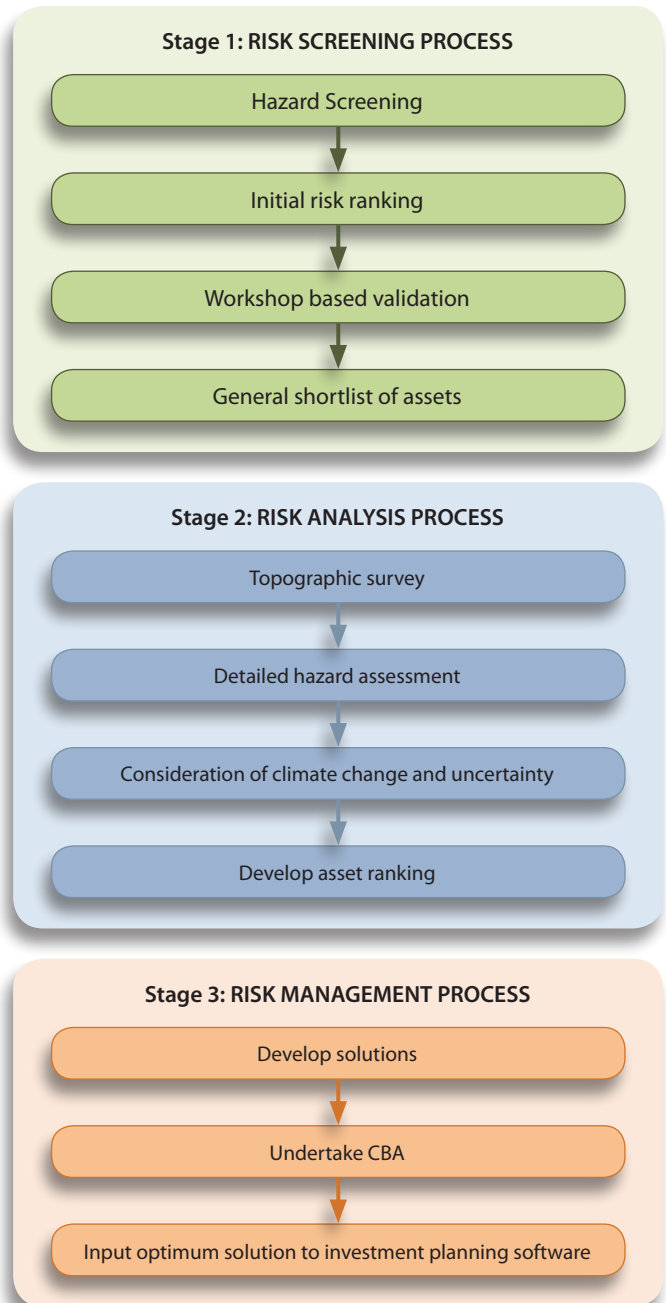 Stage 1: RISK SCREENING PROCESS
Hazard Screening
Initial risk ranking
Workshop based validation
General shortlist of assets
Stage 2: RISK ANALYSIS PROCESS
Topographic survey
Detailed hazard assessment
Consideration of climate change and uncertainty
Develop asset ranking
Stage 3: RISK MANAGEMENT PROCESS
Develop solutions
Undertake CBA
Input optimum solution to investment planning software